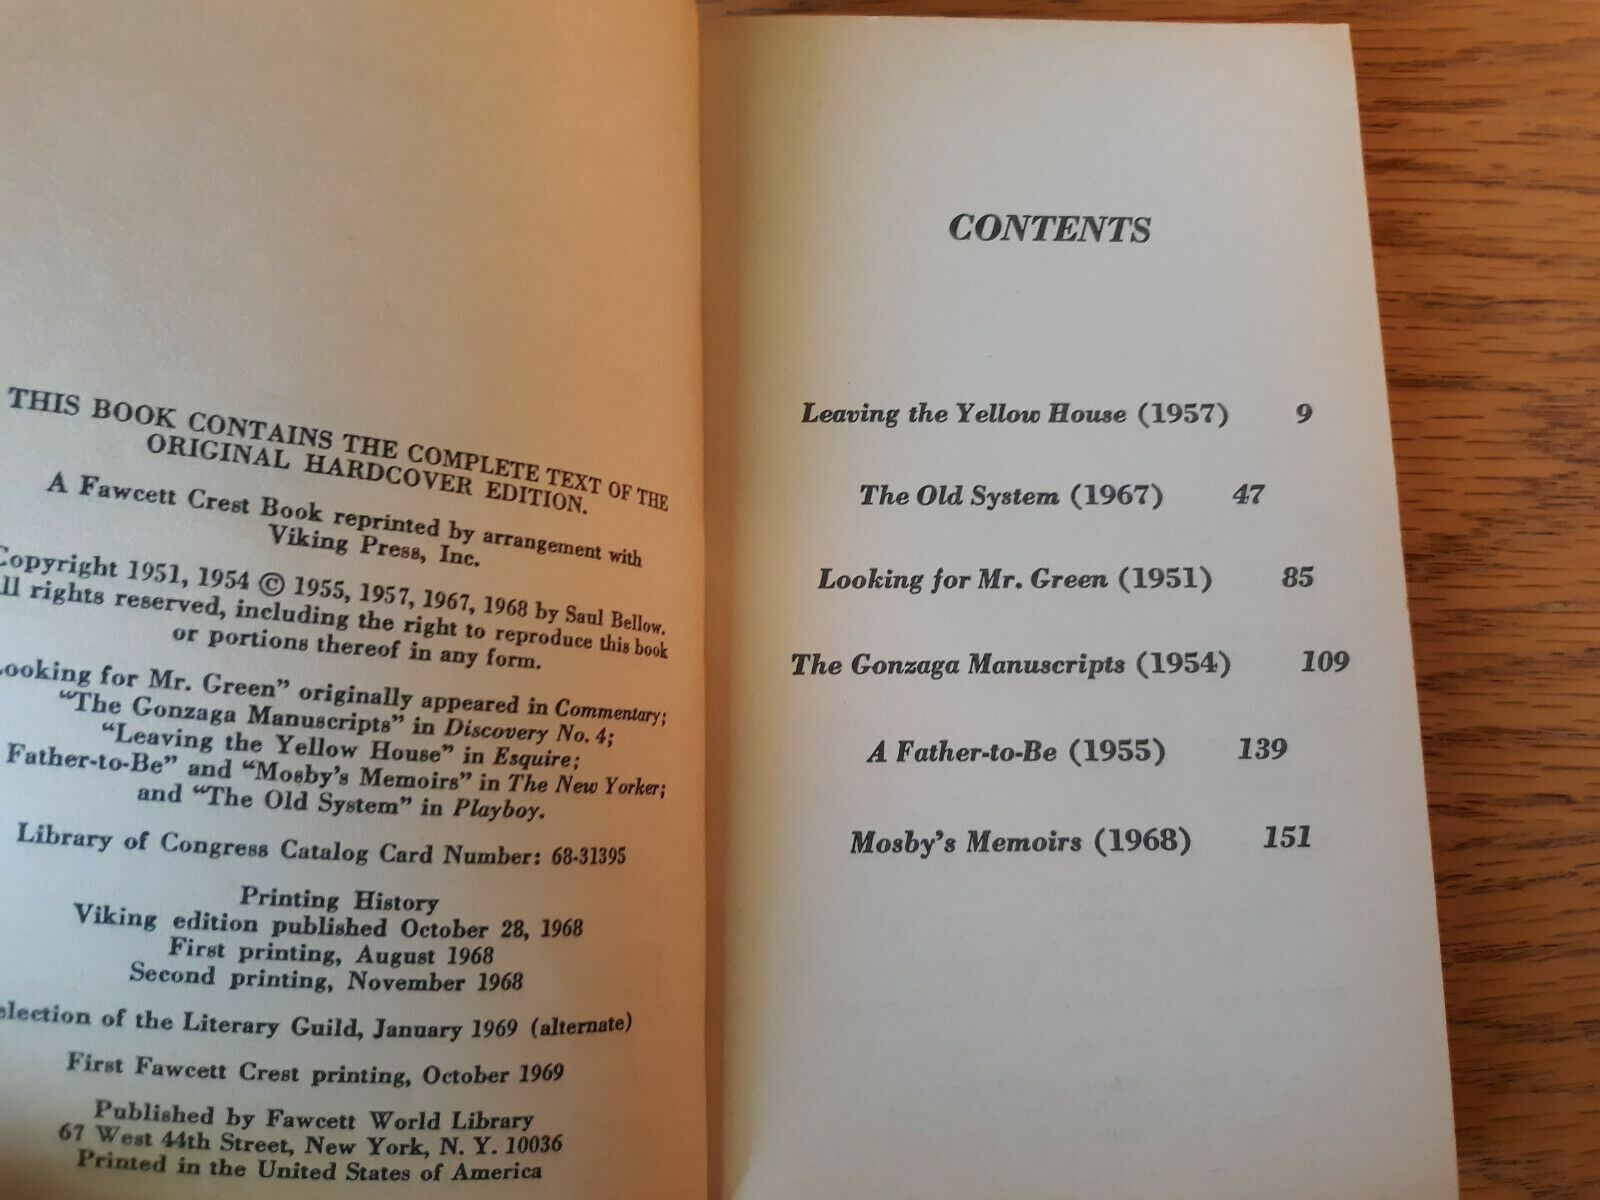 THIS BOOK CONTAINS THE COMPLETE TEXT OF THE
ORIGINAL HARDCOVER EDITION.
A Fawcett Crest Book reprinted by arrangement with
Viking Press, Inc.
Copyright 1951, 1954 © 1955, 1957, 1967, 1968 by Saul Bellow.
ll rights reserved, including the right to reproduce this book
or portions thereof in any form.
ooking for Mr. Green" originally appeared in Commentary;
"The Gonzaga Manuscripts" in Discovery No. 4;
"Leaving the Yellow House" in Esquire;
Father-to-Be" and "Mosby's Memoirs" in The New Yorker;
and "The Old System" in Playboy.
Library of Congress Catalog Card Number: 68-31395
Printing History
Viking edition published October 28, 1968
First printing, August 1968
Second printing, November 1968
election of the Literary Guild, January 1969 (alternate)
First Fawcett Crest printing, October 1969
Published by Fawcett World Library
67 West 44th Street, New York, N. Y. 10036
Printed in the United States of America
CONTENTS
Leaving the Yellow House (1957) 9
The Old System (1967) 47
Looking for Mr. Green (1951) 85
The Gonzaga Manuscripts (1954) 109
A Father-to-Be (1955) 139
Mosby's Memoirs (1968) 151